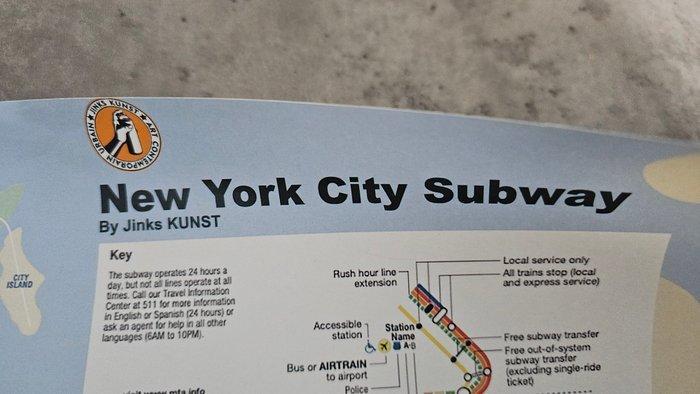 JINKS KUNST
ART CONTEMPORAIN URBAIN
New York City Subway
By Jinks KUNST
CITY
ISLAND
Key
The subway operates 24 hours a
day, but not all lines operate at all
times. Call our Travel Information
Center at 511 for more information
in English or Spanish (24 hours) or
ask an agent for help in all other
languages (6AM to 10PM).
visit www.mta.info
Rush hour line
extension
Local service only
All trains stop (local
and express service)
Accessible
station
Station
Name
A-B
Free subway transfer
Free out-of-system
subway transfer
(excluding single-ride
ticket)
Bus or AIRTRAIN
to airport
Police